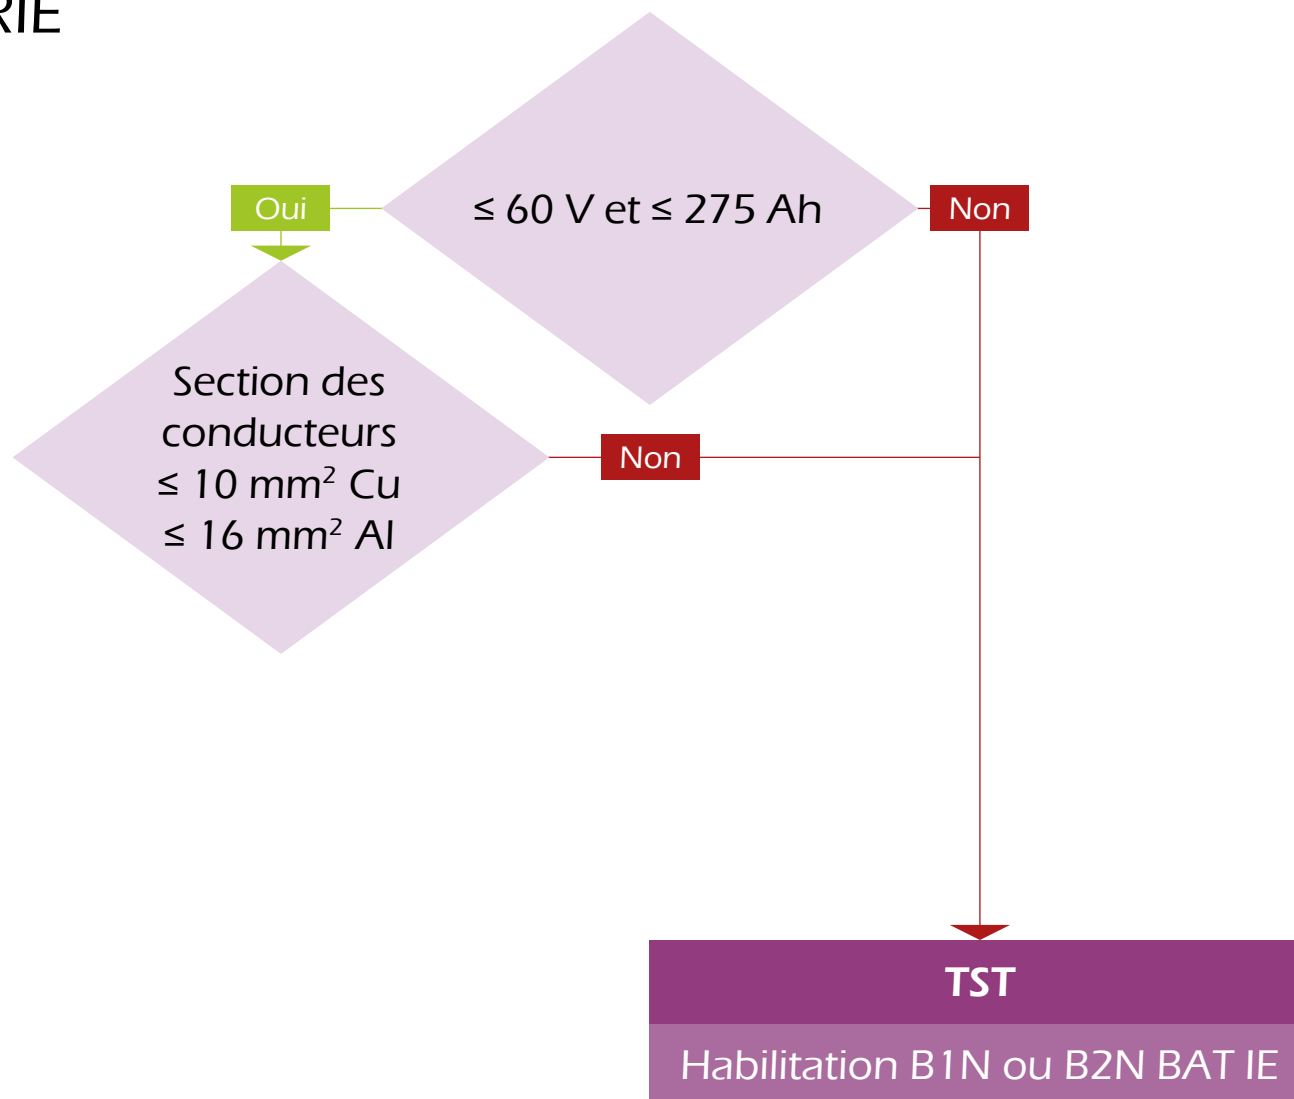 RIE
≤ 60 V et ≤ 275 Ah
Oui
Non
Section des
conducteurs
≤ 10 mm² Cu
≤ 16 mm² Al
Non
TST
Habilitation B1N ou B2N BAT IE